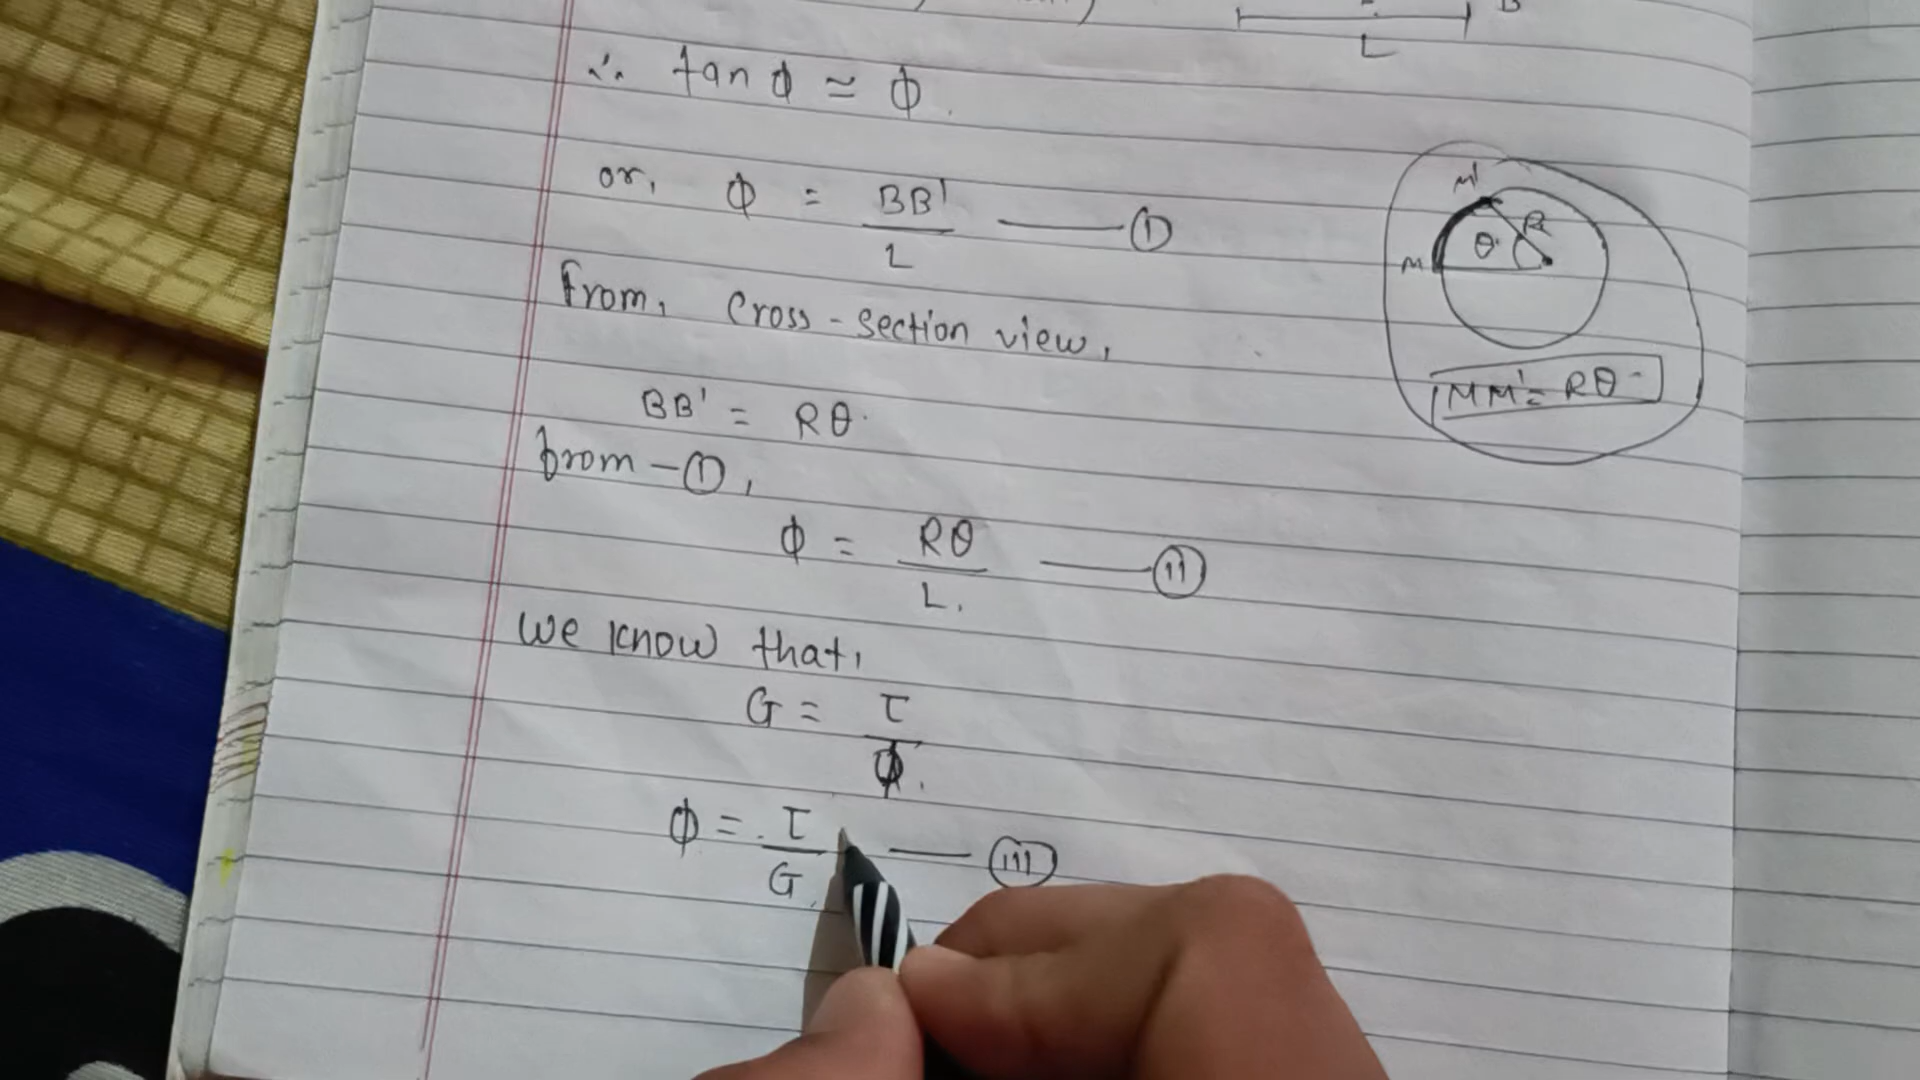 L
B
∴ tan ϕ ≃ ϕ.
or, ϕ = BB'/L ——— (I)
From, Cross-section view,
BB' = Rθ.
from - (I),
ϕ = Rθ/L. ——— (II)
We know that,
G = τ/ϕ.
ϕ = τ/G, —— (III)
M'
R
θ
M
MM' = Rθ